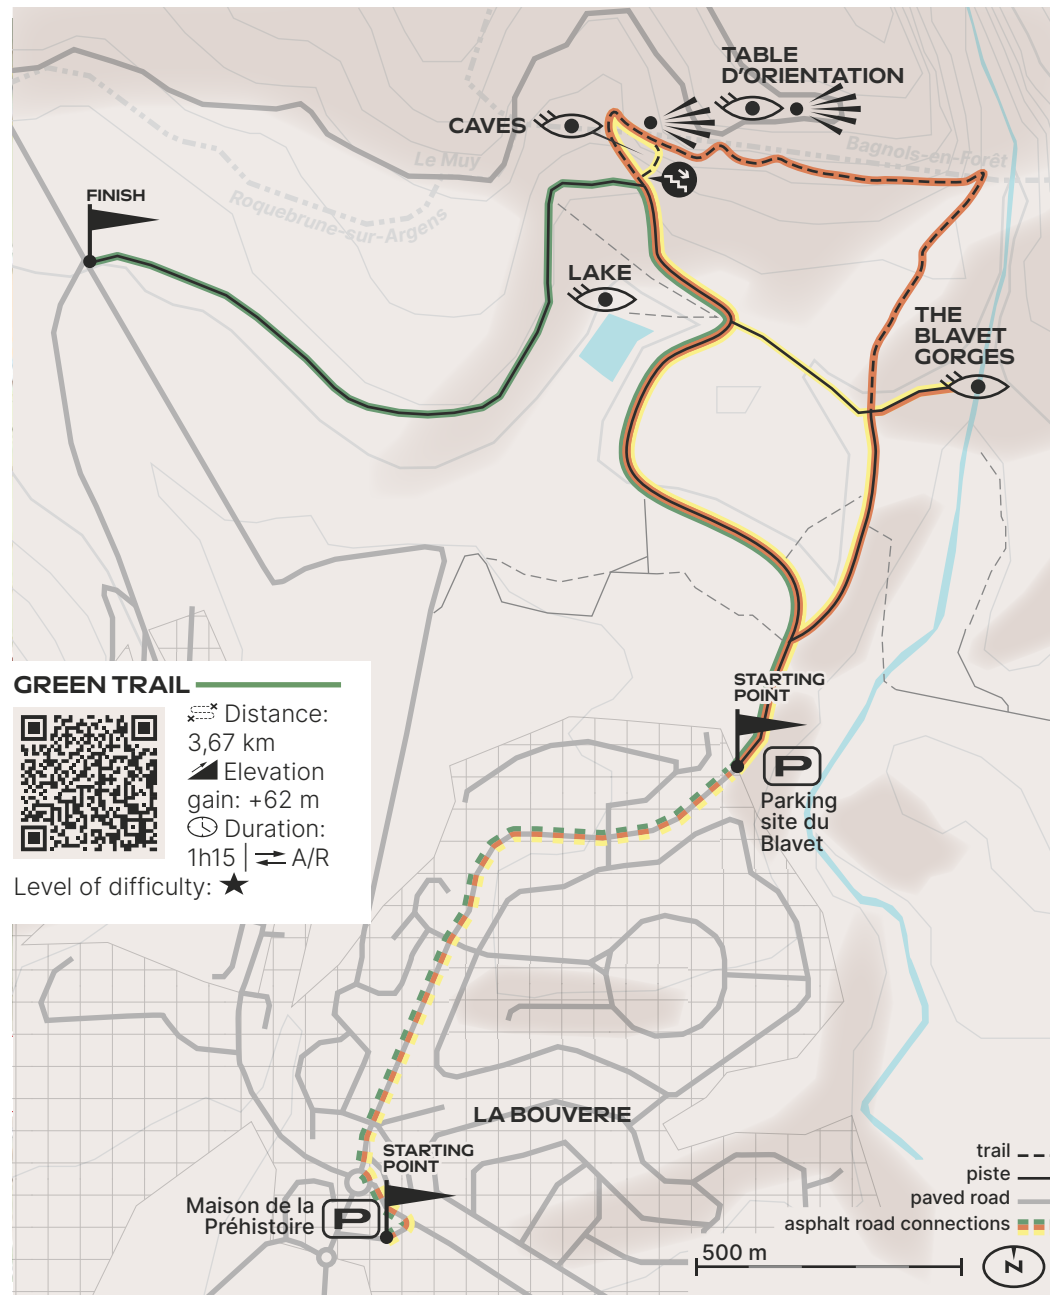 TABLE
D'ORIENTATION
CAVES
Le Muy
Bagnols-en-Forêt
FINISH
Roquebrune-sur-Argens
LAKE
THE
BLAVET
GORGES
GREEN TRAIL
Distance:
3,67 km
Elevation
gain: +62 m
Duration:
1h15 | A/R
Level of difficulty:
STARTING
POINT
P
Parking
site du
Blavet
LA BOUVERIE
STARTING
POINT
Maison de la
Préhistoire
P
trail
piste
paved road
asphalt road connections
500 m
N